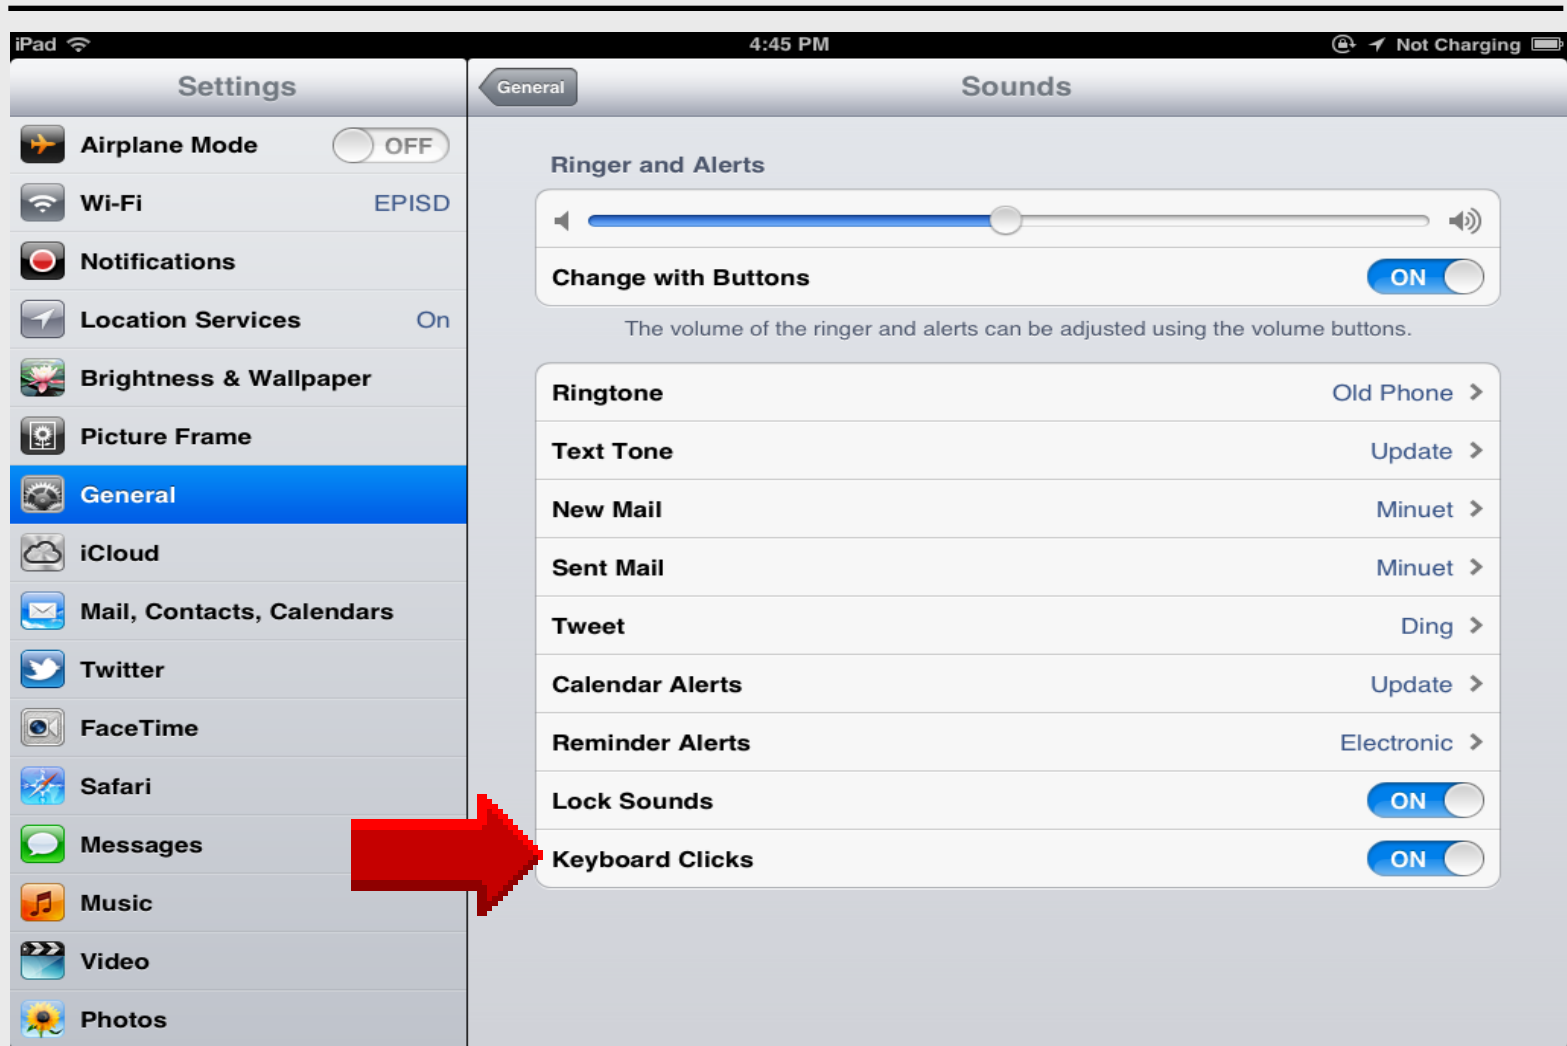 iPad 4:45 PM Not Charging
Settings
Airplane Mode OFF
Wi-Fi EPISD
Notifications
Location Services On
Brightness & Wallpaper
Picture Frame
General
iCloud
Mail, Contacts, Calendars
Twitter
FaceTime
Safari
Messages
Music
Video
Photos
General Sounds
Ringer and Alerts
Change with Buttons ON
The volume of the ringer and alerts can be adjusted using the volume buttons.
Ringtone Old Phone
Text Tone Update
New Mail Minuet
Sent Mail Minuet
Tweet Ding
Calendar Alerts Update
Reminder Alerts Electronic
Lock Sounds ON
Keyboard Clicks ON